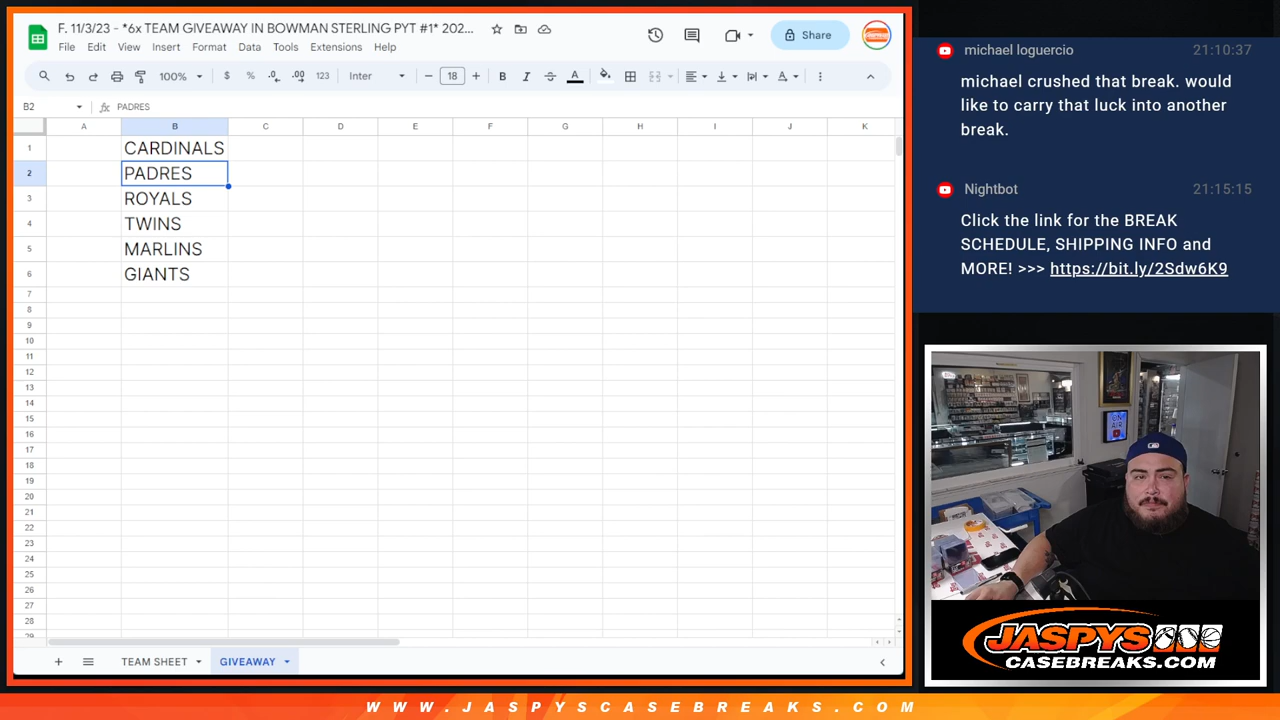 F. 11/3/23 - *6x TEAM GIVEAWAY IN BOWMAN STERLING PYT #1* 202...
File Edit View Insert Format Data Tools Extensions Help
Share
100% $ % .0 .00 123 Inter 18 B I A
B2 PADRES
A B C D E F G H I J K
1 CARDINALS
2 PADRES
3 ROYALS
4 TWINS
5 MARLINS
6 GIANTS
7
8
9
10
11
12
13
14
15
16
17
18
19
20
21
22
23
24
25
26
27
28
29
TEAM SHEET GIVEAWAY
michael loguercio 21:10:37
michael crushed that break. would
like to carry that luck into another
break.
Nightbot 21:15:15
Click the link for the BREAK
SCHEDULE, SHIPPING INFO and
MORE! >>> https://bit.ly/2Sdw6K9
JASPYS
CASEBREAKS.COM
WWW.JASPYSCASEBREAKS.COM